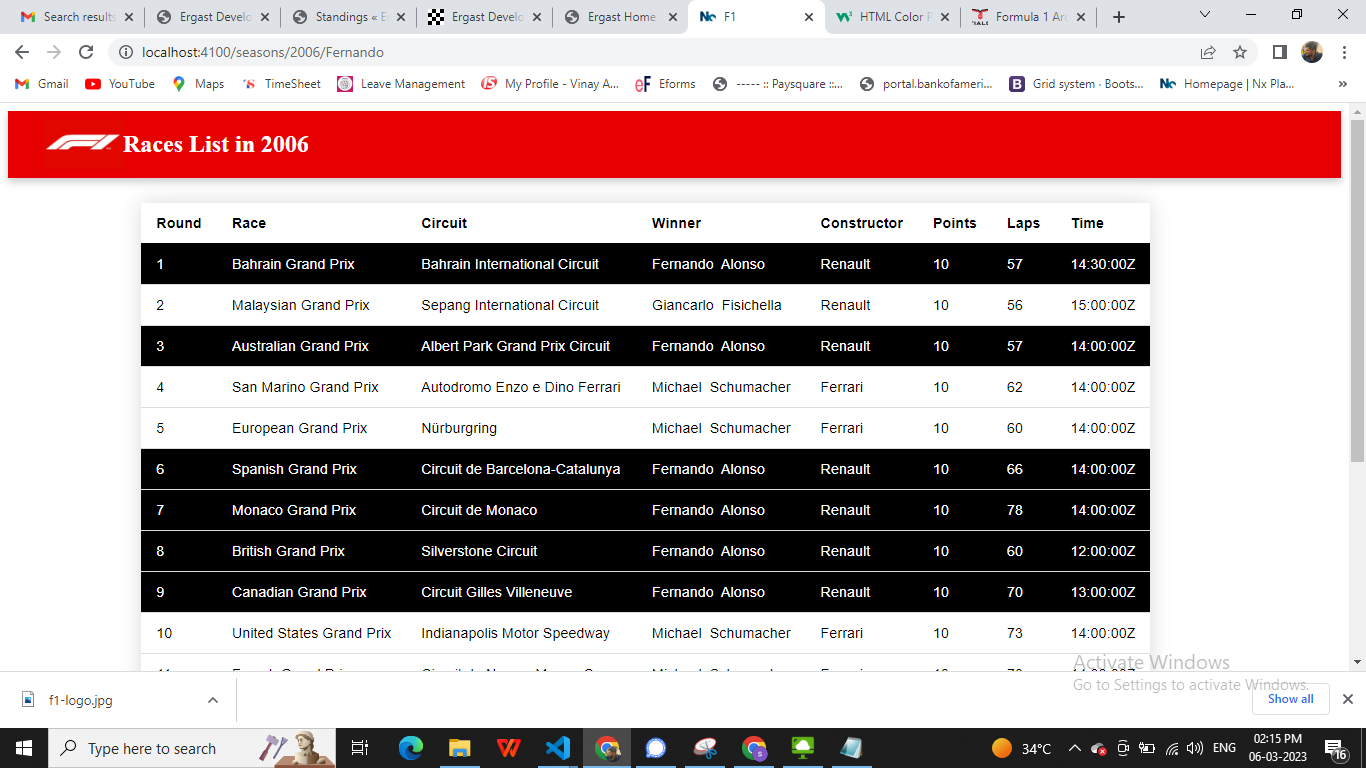 Search results
Ergast Develo
Standings « E
Ergast Develo
Ergast Home
F1
HTML Color P
Formula 1 Arc
localhost:4100/seasons/2006/Fernando
Gmail
YouTube
Maps
TimeSheet
Leave Management
My Profile - Vinay A...
Eforms
----- :: Paysquare ::...
portal.bankofameri...
Grid system · Boots...
Homepage | Nx Pla...
»
Races List in 2006
Round Race Circuit Winner Constructor Points Laps Time
1 Bahrain Grand Prix Bahrain International Circuit Fernando Alonso Renault 10 57 14:30:00Z
2 Malaysian Grand Prix Sepang International Circuit Giancarlo Fisichella Renault 10 56 15:00:00Z
3 Australian Grand Prix Albert Park Grand Prix Circuit Fernando Alonso Renault 10 57 14:00:00Z
4 San Marino Grand Prix Autodromo Enzo e Dino Ferrari Michael Schumacher Ferrari 10 62 14:00:00Z
5 European Grand Prix Nürburgring Michael Schumacher Ferrari 10 60 14:00:00Z
6 Spanish Grand Prix Circuit de Barcelona-Catalunya Fernando Alonso Renault 10 66 14:00:00Z
7 Monaco Grand Prix Circuit de Monaco Fernando Alonso Renault 10 78 14:00:00Z
8 British Grand Prix Silverstone Circuit Fernando Alonso Renault 10 60 12:00:00Z
9 Canadian Grand Prix Circuit Gilles Villeneuve Fernando Alonso Renault 10 70 13:00:00Z
10 United States Grand Prix Indianapolis Motor Speedway Michael Schumacher Ferrari 10 73 14:00:00Z
Activate Windows
Go to Settings to activate Windows.
f1-logo.jpg
Show all
Type here to search
34°C
ENG
02:15 PM
06-03-2023
16